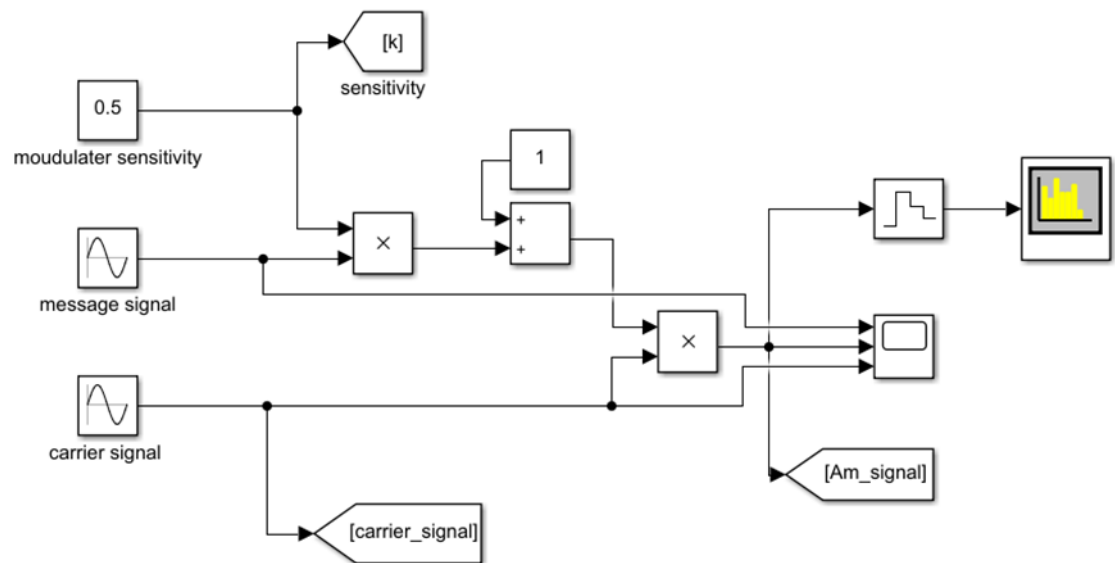 [k]
sensitivity
0.5
moudulater sensitivity
1
+
+
×
message signal
×
carrier signal
[Am_signal]
[carrier_signal]